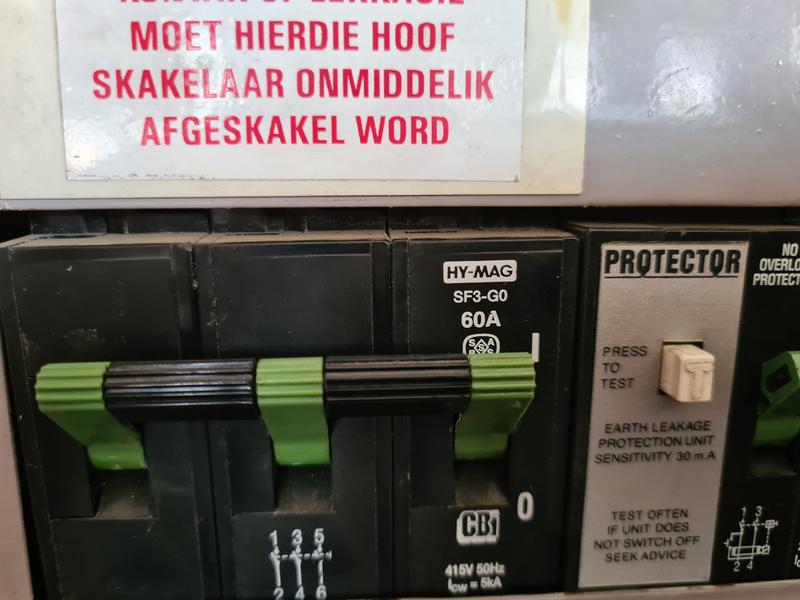 MOET HIERDIE HOOF
SKAKELAAR ONMIDDELIK
AFGESKAKEL WORD
HY-MAG
SF3-G0
60A
SABS
I
O
CBi
415V 50Hz
Icw = 5kA
1 3 5
2 4 6
PROTECTOR
PRESS
TO
TEST
T
EARTH LEAKAGE
PROTECTION UNIT
SENSITIVITY 30 mA
TEST OFTEN
IF UNIT DOES
NOT SWITCH OFF
SEEK ADVICE
NO
1 3
2 4